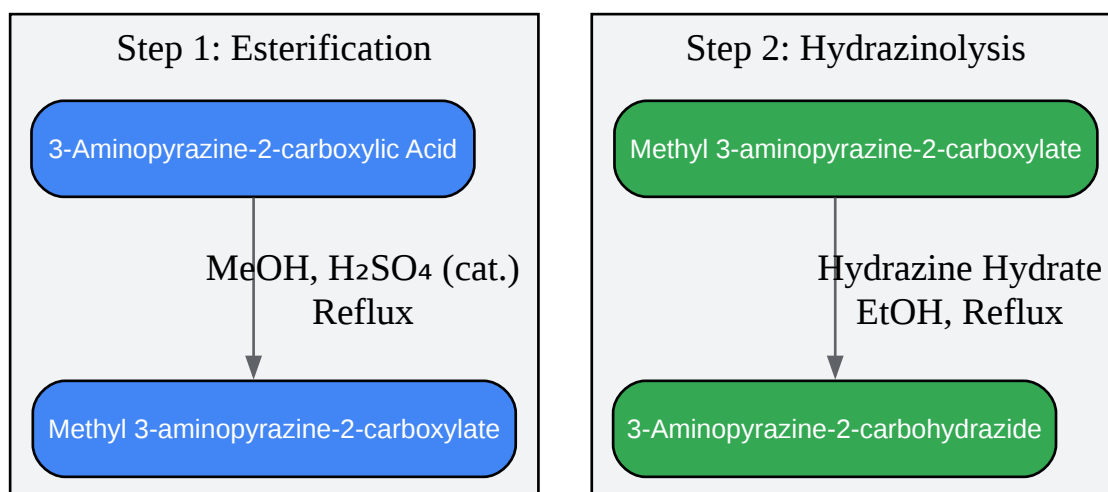 Step 1: Esterification
3-Aminopyrazine-2-carboxylic Acid
MeOH, H₂SO₄ (cat.)
Reflux
Methyl 3-aminopyrazine-2-carboxylate
Step 2: Hydrazinolysis
Methyl 3-aminopyrazine-2-carboxylate
Hydrazine Hydrate
EtOH, Reflux
3-Aminopyrazine-2-carbohydrazide